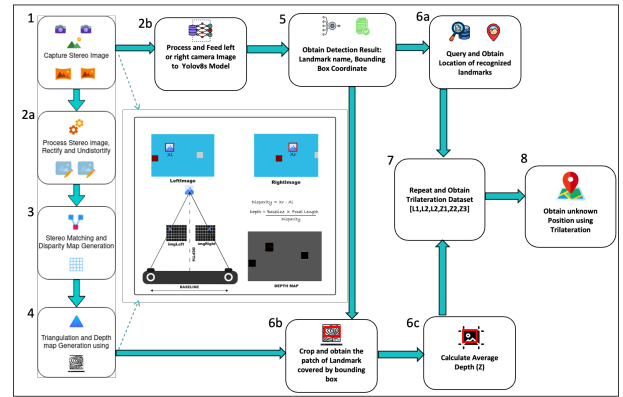 1
Capture Stereo Image
2a
Process Stereo image,
Rectify and Undistortify
3
Stereo Matching and
Disparity Map Generation
4
Triangulation and Depth
map Generation using
2b
Process and Feed left
or right camera Image
to Yolov8s Model
5
Obtain Detection Result:
Landmark name, Bounding
Box Coordinate
6a
Query and Obtain
Location of recognized
landmarks
XL
Xr
LeftImage
RightImage
Disparity = Xr - Xl
Depth = Baseline x Focal Length
Disparity
imgLeft
imgRight
DEPTH
BASELINE
DEPTH MAP
7
Repeat and Obtain
Trilateration Dataset
[L1,L2,L2,Z1,Z2,Z3]
8
Obtain unknown
Position using
Trilateration
6b
Crop and obtain the
patch of Landmark
covered by bounding
box
6c
Calculate Average
Depth (Z)